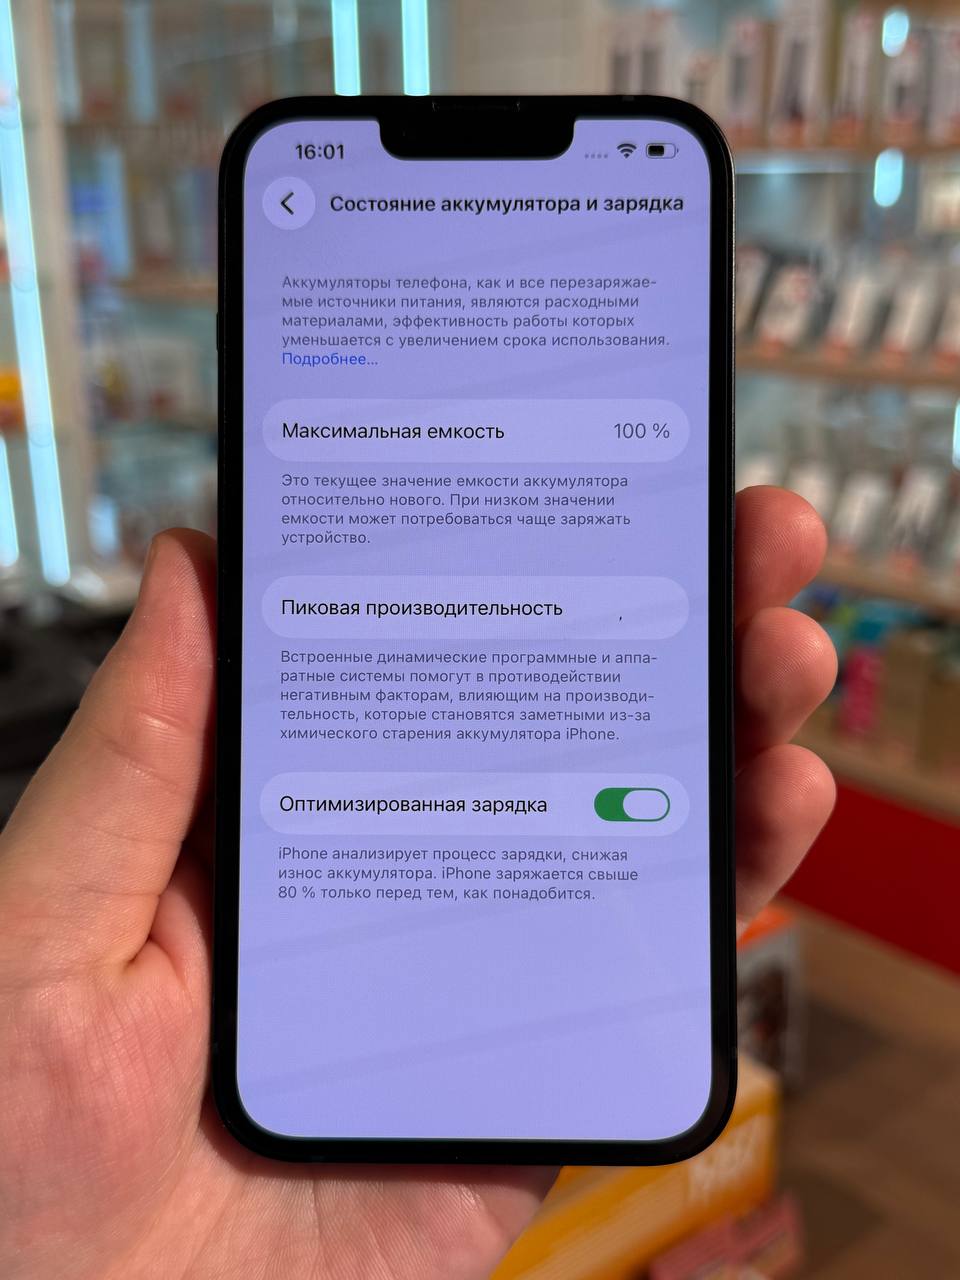 16:01
Состояние аккумулятора и зарядка
Аккумуляторы телефона, как и все перезаряжае-
мые источники питания, являются расходными
материалами, эффективность работы которых
уменьшается с увеличением срока использования.
Подробнее...
Максимальная емкость 100 %
Это текущее значение емкости аккумулятора
относительно нового. При низком значении
емкости может потребоваться чаще заряжать
устройство.
Пиковая производительность ,
Встроенные динамические программные и аппа-
ратные системы помогут в противодействии
негативным факторам, влияющим на производи-
тельность, которые становятся заметными из-за
химического старения аккумулятора iPhone.
Оптимизированная зарядка
iPhone анализирует процесс зарядки, снижая
износ аккумулятора. iPhone заряжается свыше
80 % только перед тем, как понадобится.